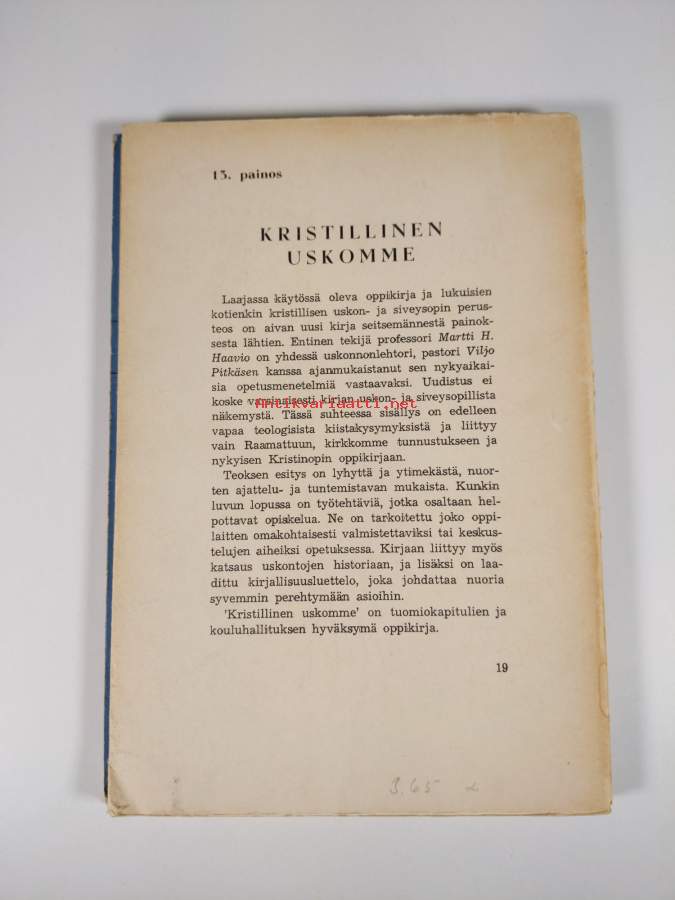 13. painos
KRISTILLINEN
USKOMME
Laajassa käytössä oleva oppikirja ja lukuisien
kotienkin kristillisen uskon- ja siveysopin perus-
teos on aivan uusi kirja seitsemännestä painok-
sesta lähtien. Entinen tekijä professori Martti H.
Haavio on yhdessä uskonnonlehtori, pastori Viljo
Pitkäsen kanssa ajanmukaistanut sen nykyaikai-
sia opetusmenetelmiä vastaavaksi. Uudistus ei
koske varsinaisesti kirjan uskon- ja siveysopillista
Antikvariaatti.net
näkemystä. Tässä suhteessa sisällys on edelleen
vapaa teologisista kiistakysymyksistä ja liittyy
vain Raamattuun, kirkkomme tunnustukseen ja
nykyisen Kristinopin oppikirjaan.
Teoksen esitys on lyhyttä ja ytimekästä, nuor-
ten ajattelu- ja tuntemistavan mukaista. Kunkin
luvun lopussa on työtehtäviä, jotka osaltaan hel-
pottavat opiskelua. Ne on tarkoitettu joko oppi-
laitten omakohtaisesti valmistettaviksi tai keskus-
telujen aiheiksi opetuksessa. Kirjaan liittyy myös
katsaus uskontojen historiaan, ja lisäksi on laa-
dittu kirjallisuusluettelo, joka johdattaa nuoria
syvemmin perehtymään asioihin.
'Kristillinen uskomme' on tuomiokapitulien ja
kouluhallituksen hyväksymä oppikirja.
19
3.65